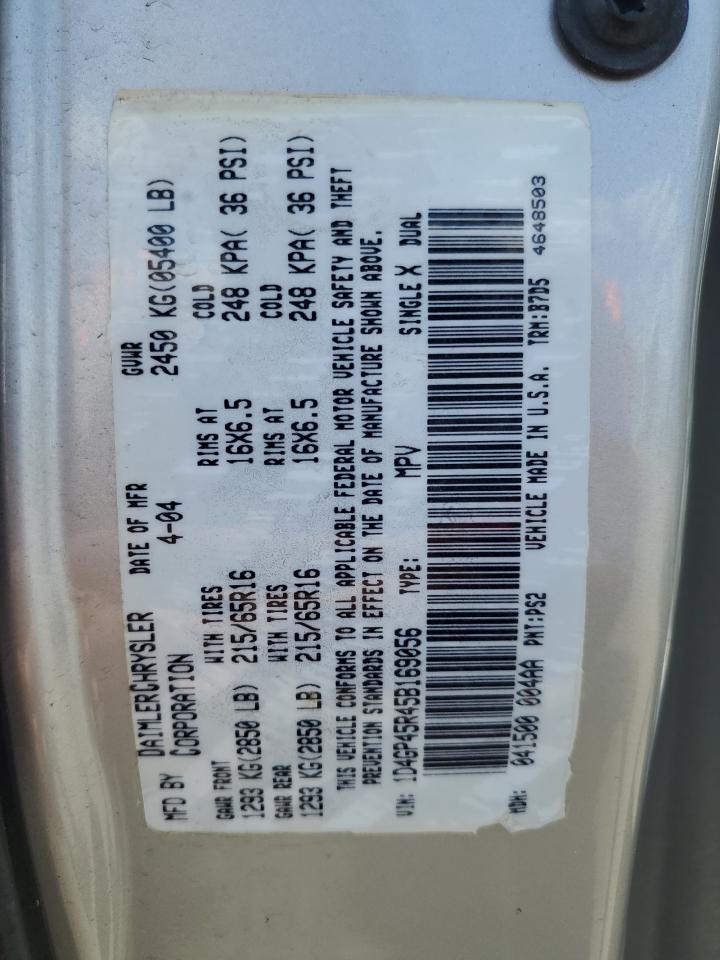 MFD BY DAIMLERCHRYSLER CORPORATION
DATE OF MFR 4-04
GVWR 2450 KG(05400 LB)
GAWR FRONT WITH TIRES RIMS AT COLD
1293 KG(2850 LB) 215/65R16 16X6.5 248 KPA( 36 PSI)
GAWR REAR WITH TIRES RIMS AT COLD
1293 KG(2850 LB) 215/65R16 16X6.5 248 KPA( 36 PSI)
THIS VEHICLE CONFORMS TO ALL APPLICABLE FEDERAL MOTOR VEHICLE SAFETY AND THEFT
PREVENTION STANDARDS IN EFFECT ON THE DATE OF MANUFACTURE SHOWN ABOVE.
VIN: 1D4GP45R45B169056 TYPE: MPV SINGLE X DUAL
MDH: 041500 004AA PNT:PS2 VEHICLE MADE IN U.S.A. TRM:B7D5
4648503